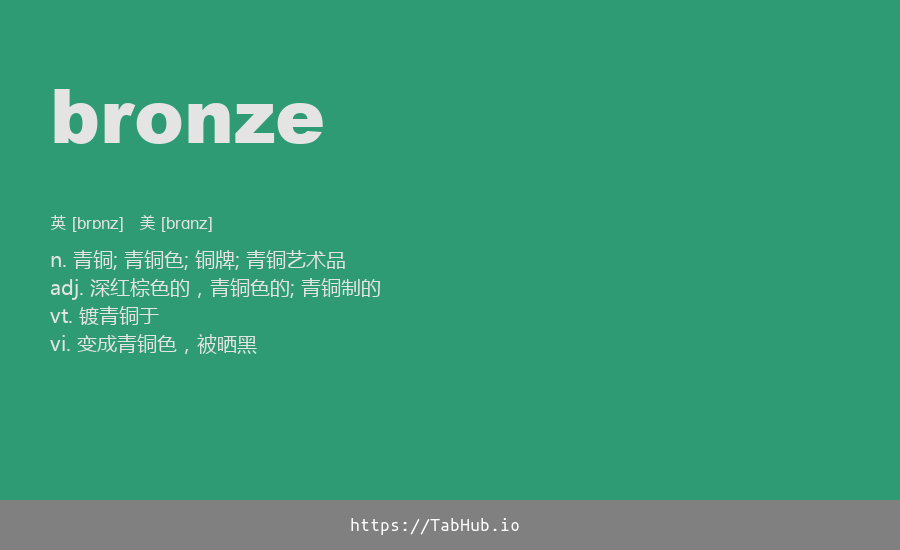 bronze
英 [brɒnz]   美 [brɑnz]
n. 青铜; 青铜色; 铜牌; 青铜艺术品
adj. 深红棕色的，青铜色的; 青铜制的
vt. 镀青铜于
vi. 变成青铜色，被晒黑
https://TabHub.io